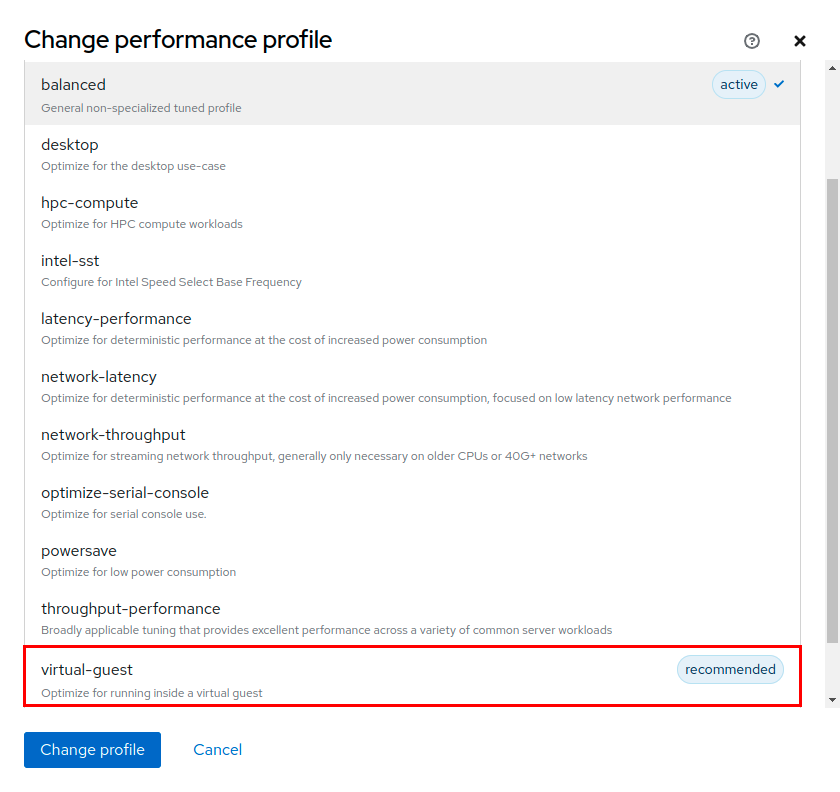 Change performance profile
balanced
active
General non-specialized tuned profile
desktop
Optimize for the desktop use-case
hpc-compute
Optimize for HPC compute workloads
intel-sst
Configure for Intel Speed Select Base Frequency
latency-performance
Optimize for deterministic performance at the cost of increased power consumption
network-latency
Optimize for deterministic performance at the cost of increased power consumption, focused on low latency network performance
network-throughput
Optimize for streaming network throughput, generally only necessary on older CPUs or 40G+ networks
optimize-serial-console
Optimize for serial console use.
powersave
Optimize for low power consumption
throughput-performance
Broadly applicable tuning that provides excellent performance across a variety of common server workloads
virtual-guest
recommended
Optimize for running inside a virtual guest
Change profile
Cancel